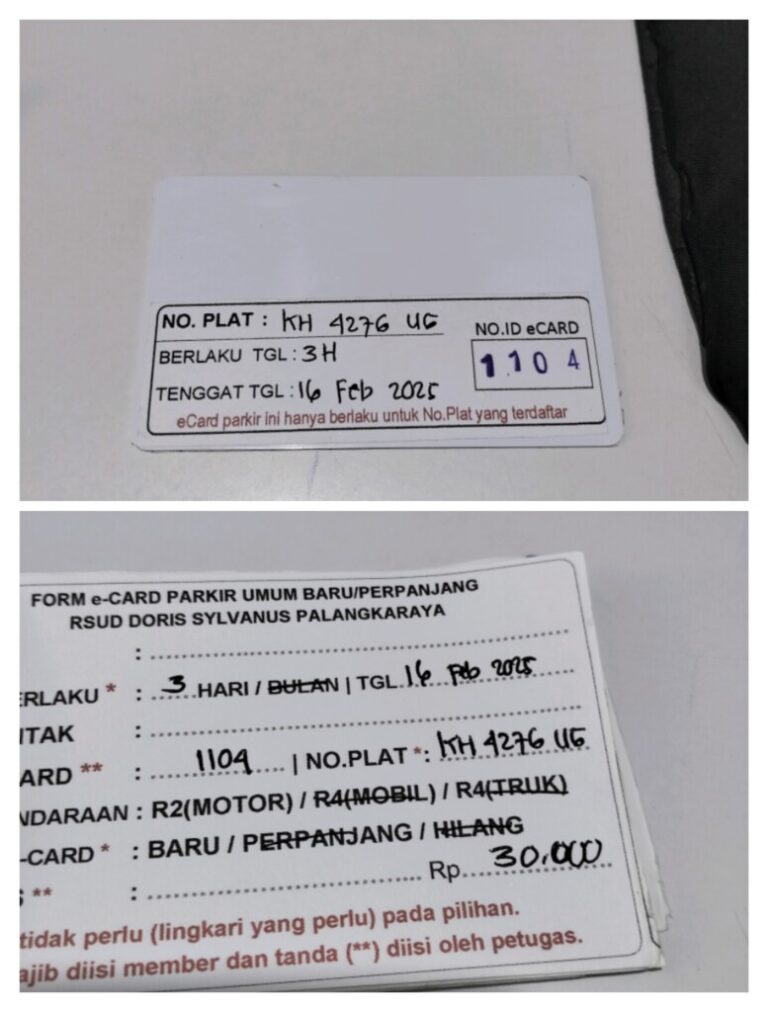 NO. PLAT : KH 4276 UG
NO.ID eCARD
BERLAKU TGL : 3H
1104
TENGGAT TGL : 16 Feb 2025
eCard parkir ini hanya berlaku untuk No.Plat yang terdaftar
FORM e-CARD PARKIR UMUM BARU/PERPANJANG
RSUD DORIS SYLVANUS PALANGKARAYA
: ....................
ERLAKU * : 3 HARI / BULAN | TGL. 16 Feb 2025
NTAK : ....................
ARD ** : 1104 | NO.PLAT *: KH 4276 UG
NDARAAN : R2(MOTOR) / R4(MOBIL) / R4(TRUK)
-CARD * : BARU / PERPANJANG / HILANG
** : .................... Rp. 30.000
tidak perlu (lingkari yang perlu) pada pilihan.
ajib diisi member dan tanda (**) diisi oleh petugas.